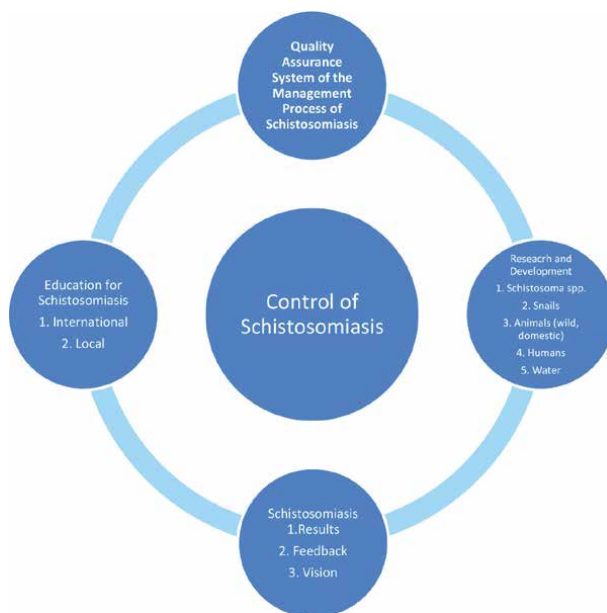 Quality
Assurance
System of the
Management
Process of
Schistosomiasis
Education for
Schistosomiasis
1. International
2. Local
Control of
Schistosomiasis
Reseacrh and
Development
1. Schistosoma spp.
2. Snails
3. Animals (wild,
domestic)
4. Humans
5. Water
Schistosomiasis
1.Results
2. Feedback
3. Vision